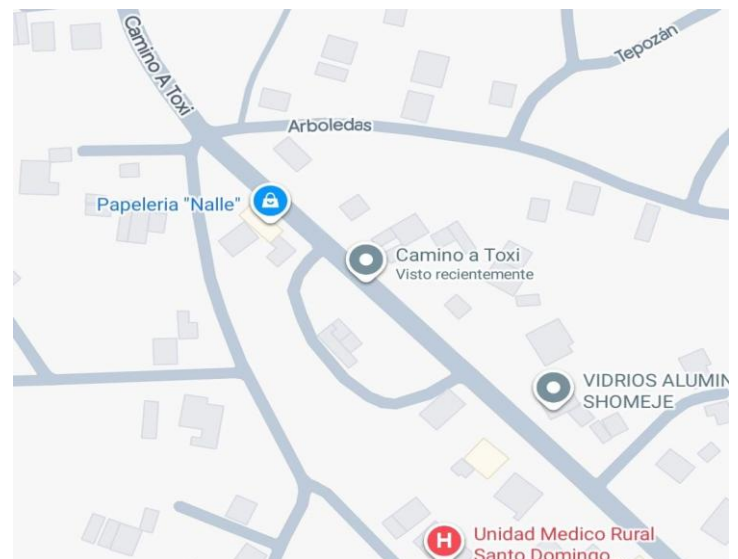 Camino A Toxi
Tepozán
Arboledas
Papeleria "Nalle"
Camino a Toxi
Visto recientemente
VIDRIOS ALUMIN
SHOMEJE
H
Unidad Medico Rural
Santo Domingo